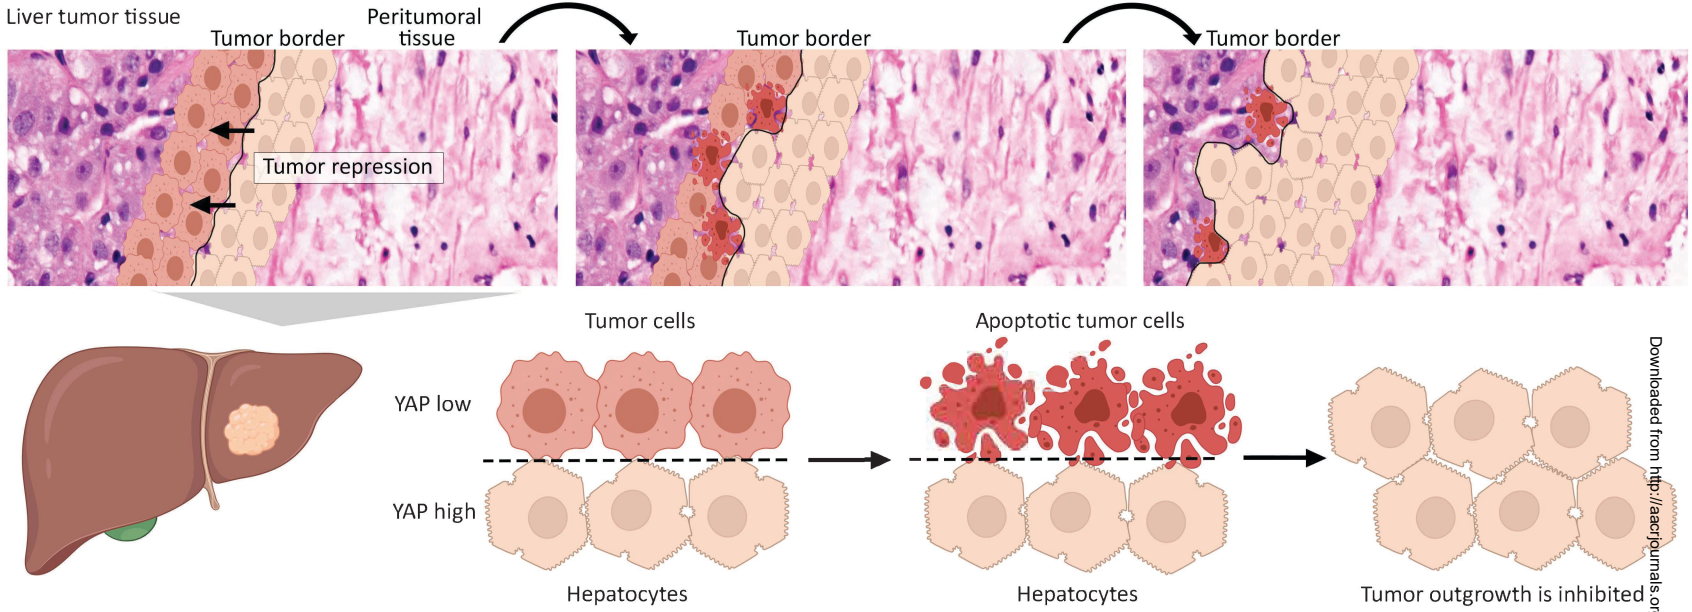 Liver tumor tissue
Tumor border
Peritumoral
tissue
Tumor border
Tumor border
Tumor repression
Tumor cells
Apoptotic tumor cells
YAP low
YAP high
Hepatocytes
Hepatocytes
Tumor outgrowth is inhibited
Downloaded from http://aacrjournals.or